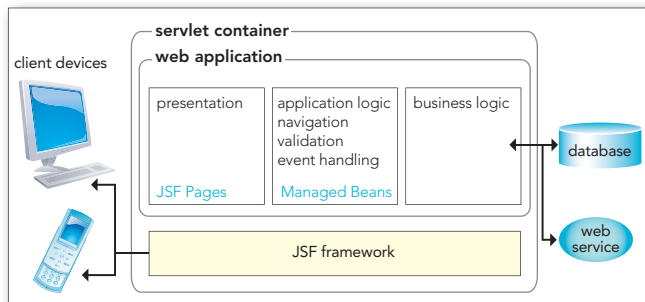 servlet container
web application
client devices
presentation
JSF Pages
application logic
navigation
validation
event handling
Managed Beans
business logic
database
web
service
JSF framework